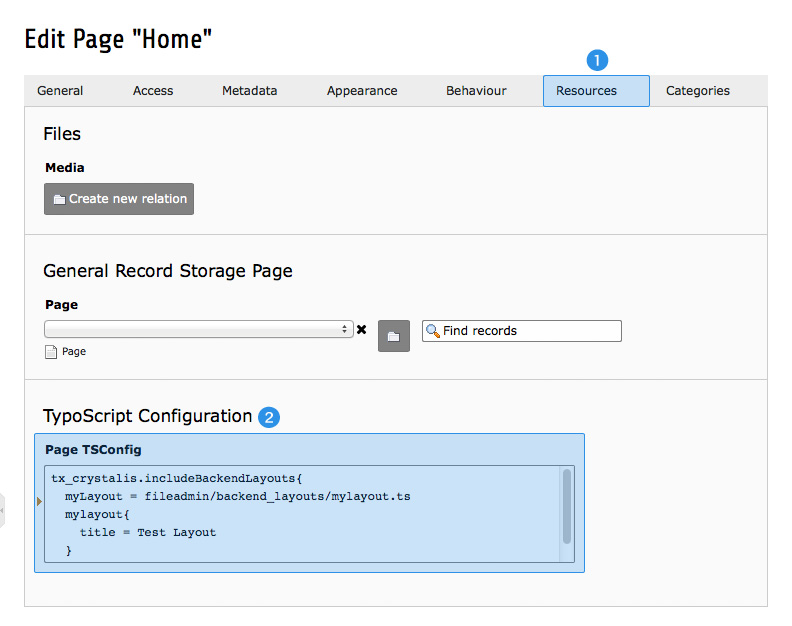 Edit Page "Home"
1
General Access Metadata Appearance Behaviour Resources Categories
Files
Media
Create new relation
General Record Storage Page
Page
Find records
Page
TypoScript Configuration 2
Page TSConfig
tx_crystalis.includeBackendLayouts{
myLayout = fileadmin/backend_layouts/mylayout.ts
mylayout{
title = Test Layout
}